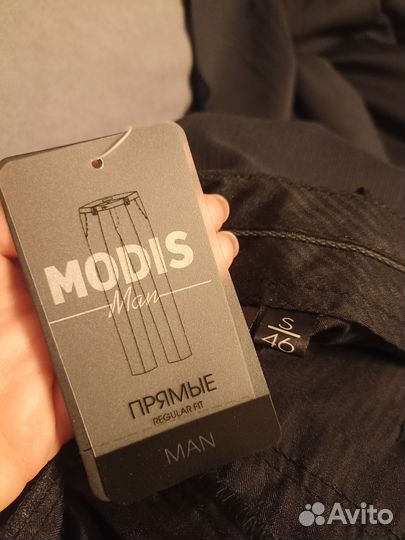 MODIS
Man
ПРЯМЫЕ
REGULAR FIT
MAN
S
46
Avito